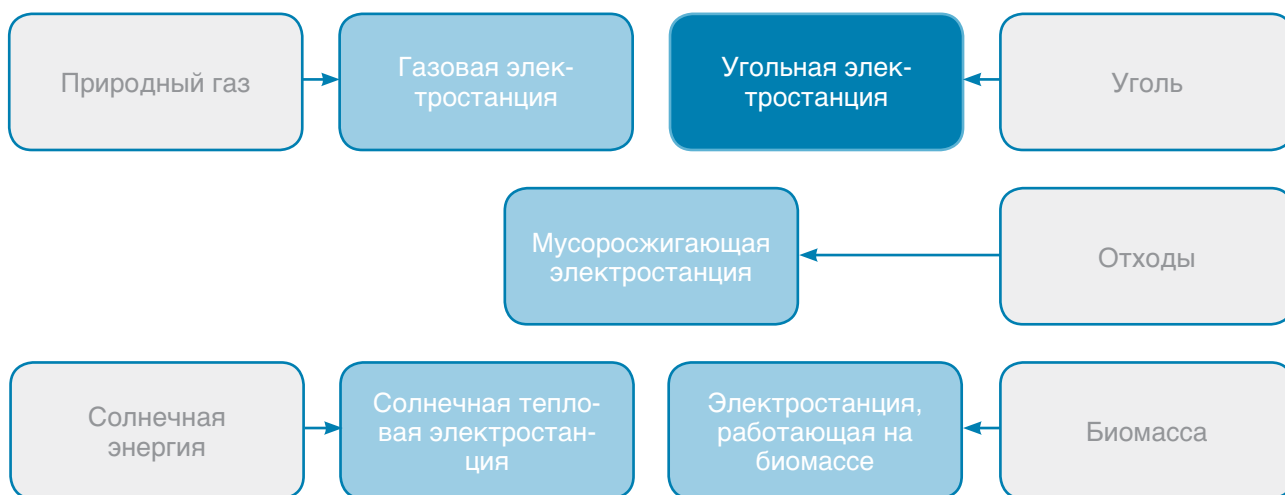 Природный газ
Газовая элек-
тростанция
Угольная элек-
тростанция
Уголь
Мусоросжигающая
электростанция
Отходы
Солнечная
энергия
Солнечная тепло-
вая электростан-
ция
Электростанция,
работающая на
биомассе
Биомасса